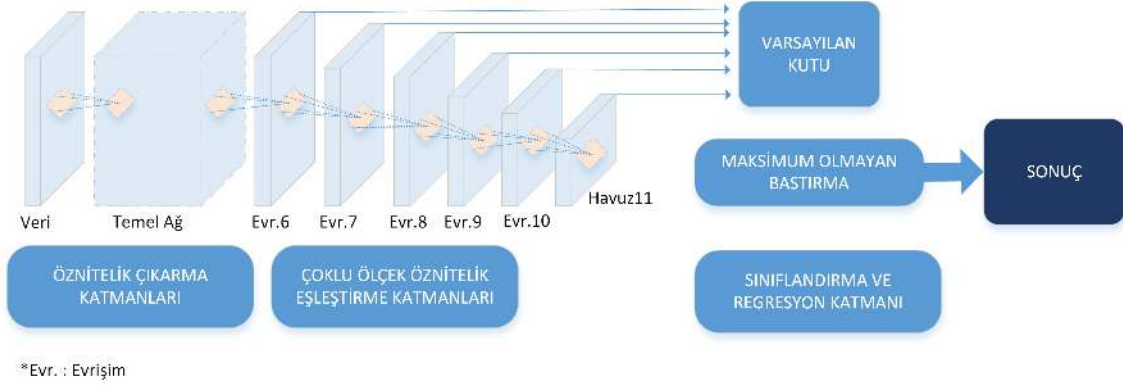 VARSAYILAN
KUTU
MAKSİMUM OLMAYAN
BASTIRMA
SONUÇ
Veri
Temel Ağ
Evr.6
Evr.7
Evr.8
Evr.9
Evr.10
Havuz11
ÖZNİTELİK ÇIKARMA
KATMANLARI
ÇOKLU ÖLÇEK ÖZNİTELİK
EŞLEŞTİRME KATMANLARI
SINIFLANDIRMA VE
REGRESYON KATMANI
*Evr. : Evrişim